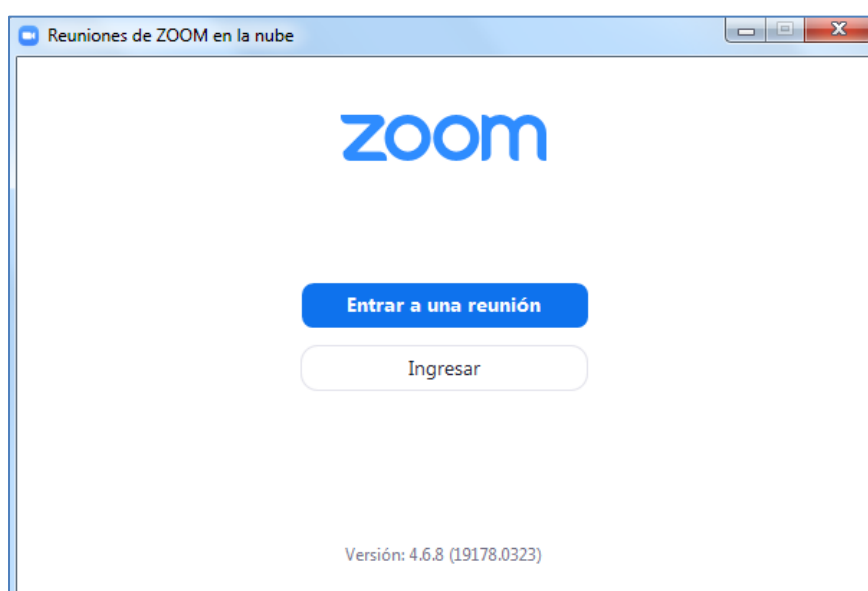 Reuniones de ZOOM en la nube
zoom
Entrar a una reunión
Ingresar
Versión: 4.6.8 (19178.0323)